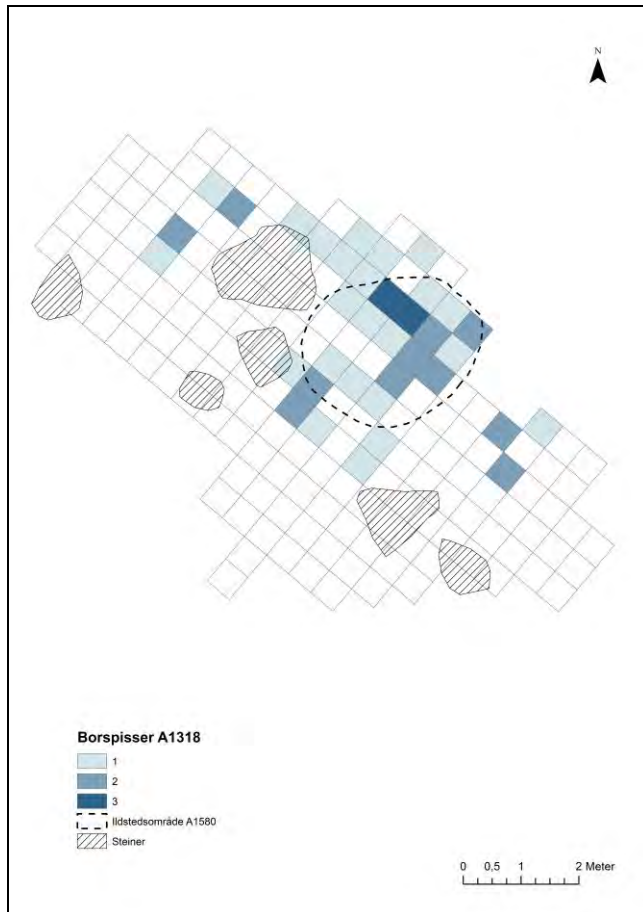 N
Borspisser A1318
1
2
3
Ildstedsområde A1580
Steiner
0 0,5 1 2 Meter